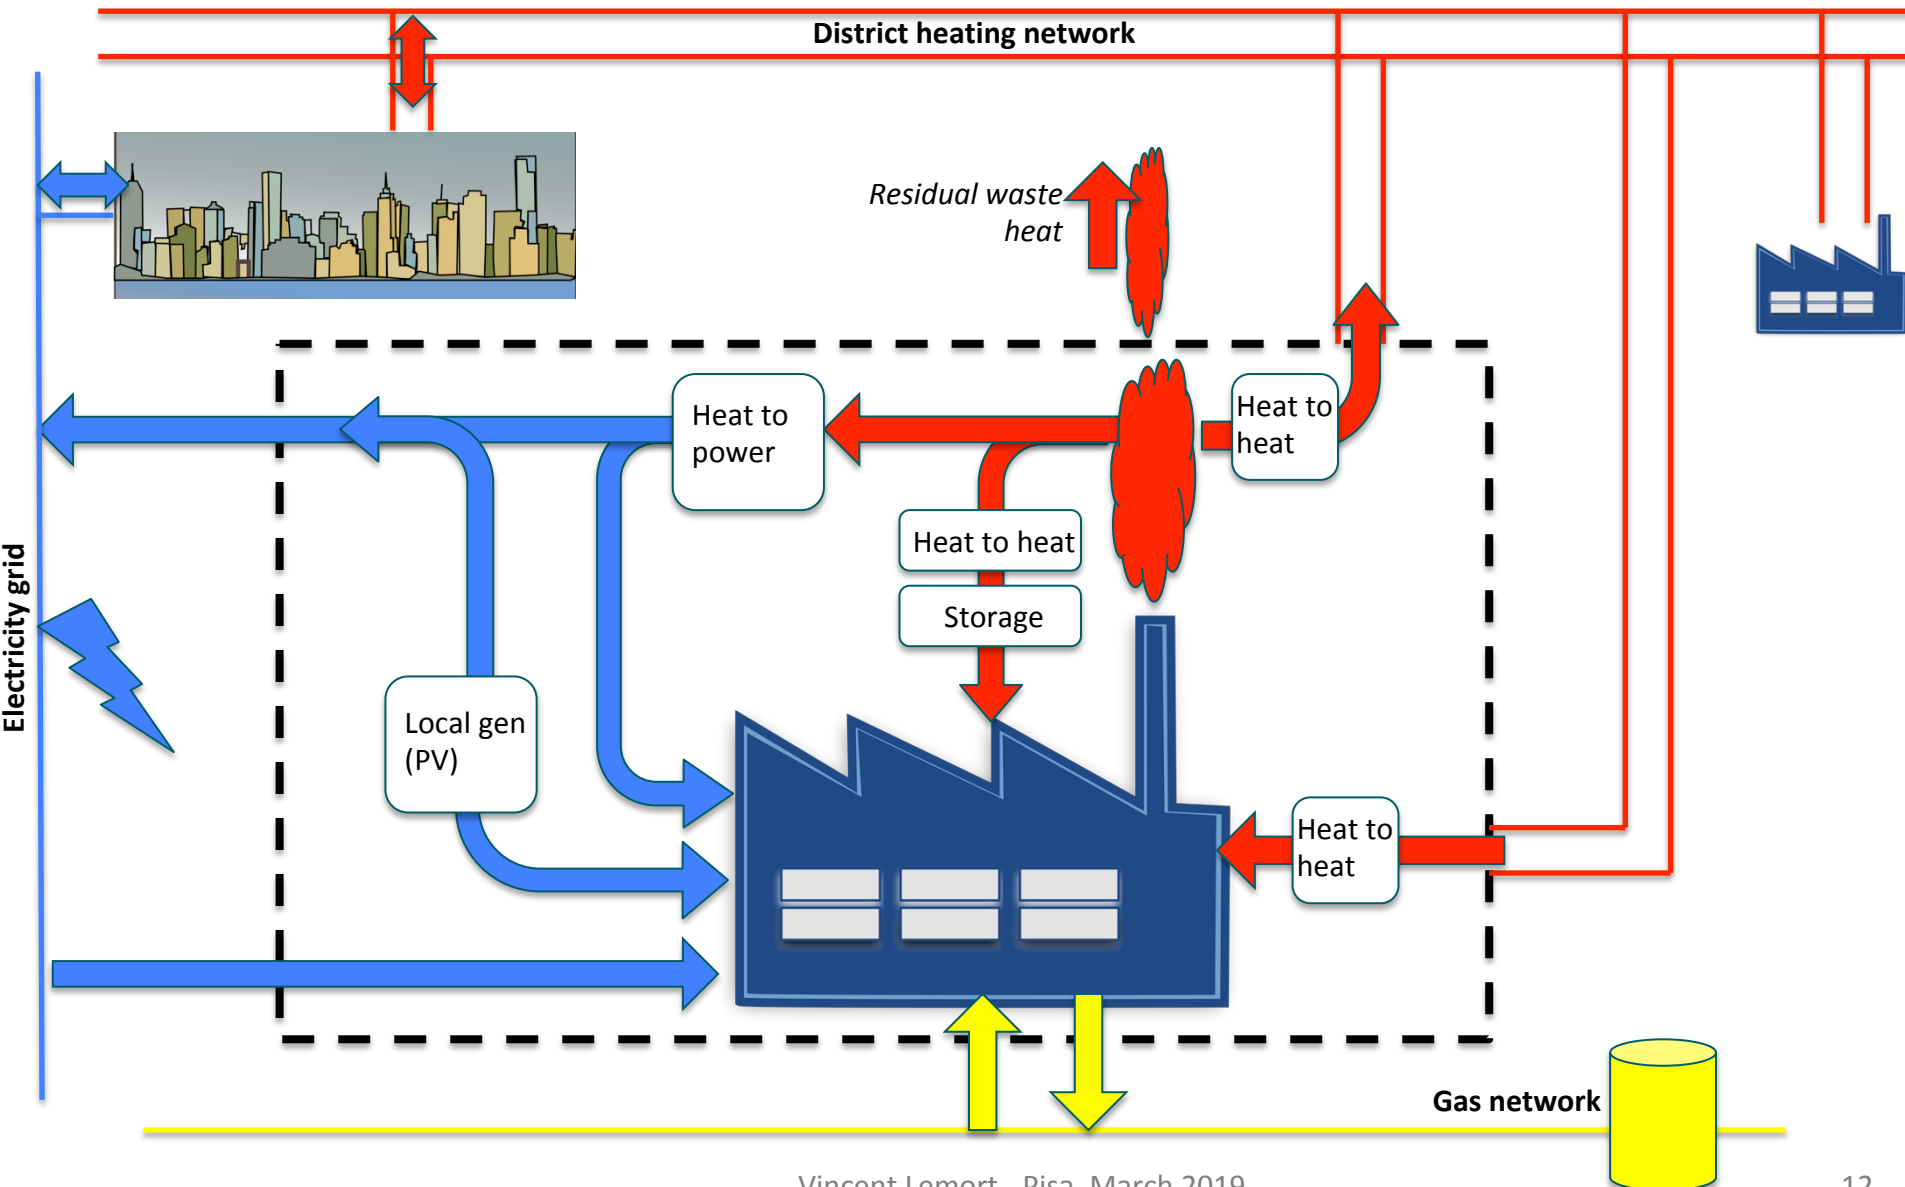 District heating network
Residual waste
heat
Heat to
power
Heat to
heat
Heat to heat
Storage
Electricity grid
Local gen
(PV)
Heat to
heat
Gas network
Vincent Lemort - Pisa, March 2019
12